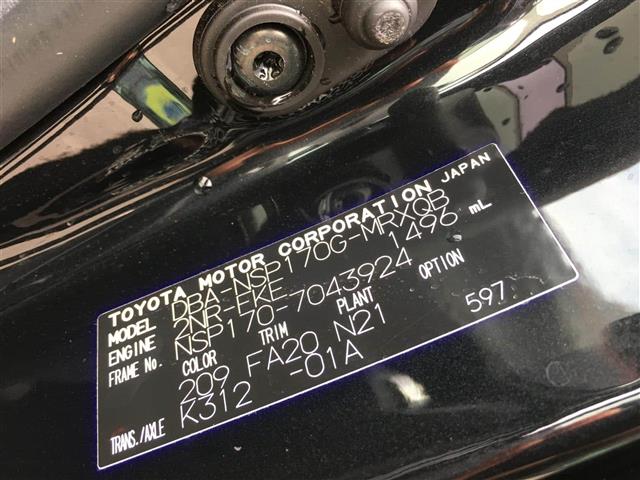 TOYOTA MOTOR CORPORATION JAPAN
MODEL DBA-NSP170G-MRXQB
ENGINE 2NR-FKE 1496 mL
FRAME No. NSP170-7043924
COLOR TRIM PLANT OPTION
209 FA20 N21 597
TRANS./AXLE K312 -01A